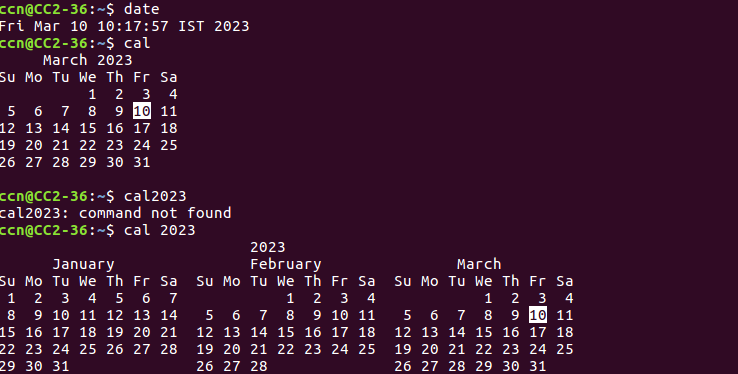 ccn@CC2-36:~$ date
Fri Mar 10 10:17:57 IST 2023
ccn@CC2-36:~$ cal
     March 2023
Su Mo Tu We Th Fr Sa
          1  2  3  4
 5  6  7  8  9 10 11
12 13 14 15 16 17 18
19 20 21 22 23 24 25
26 27 28 29 30 31
ccn@CC2-36:~$ cal2023
cal2023: command not found
ccn@CC2-36:~$ cal 2023
                            2023
      January               February               March
Su Mo Tu We Th Fr Sa  Su Mo Tu We Th Fr Sa  Su Mo Tu We Th Fr Sa
 1  2  3  4  5  6  7            1  2  3  4            1  2  3  4
 8  9 10 11 12 13 14   5  6  7  8  9 10 11   5  6  7  8  9 10 11
15 16 17 18 19 20 21  12 13 14 15 16 17 18  12 13 14 15 16 17 18
22 23 24 25 26 27 28  19 20 21 22 23 24 25  19 20 21 22 23 24 25
29 30 31              26 27 28              26 27 28 29 30 31